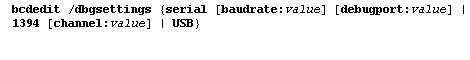 bcdedit /dbgsettings {serial [baudrate:value] [debugport:value] |
1394 [channel:value] | USB}